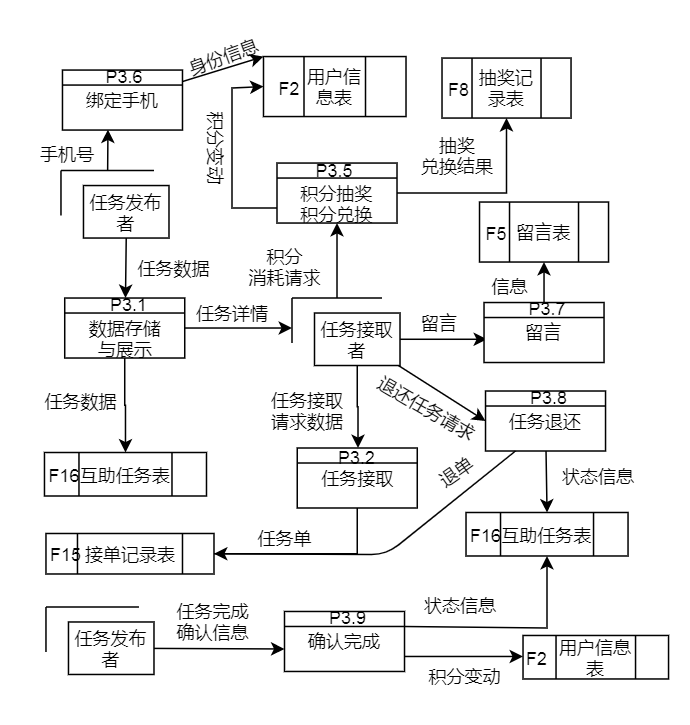 身份信息
P3.6
绑定手机
F2
用户信
息表
F8
抽奖记
录表
积分变动
手机号
抽奖
兑换结果
P3.5
积分抽奖
积分兑换
任务发布
者
F5
留言表
任务数据
积分
消耗请求
信息
P3.1
数据存储
与展示
任务详情
任务接取
者
留言
P3.7
留言
任务数据
任务接取
请求数据
退还任务请求
P3.8
任务退还
F16
互助任务表
P3.2
任务接取
退单
状态信息
F15
接单记录表
任务单
F16
互助任务表
任务发布
者
任务完成
确认信息
P3.9
确认完成
状态信息
积分变动
F2
用户信息
表